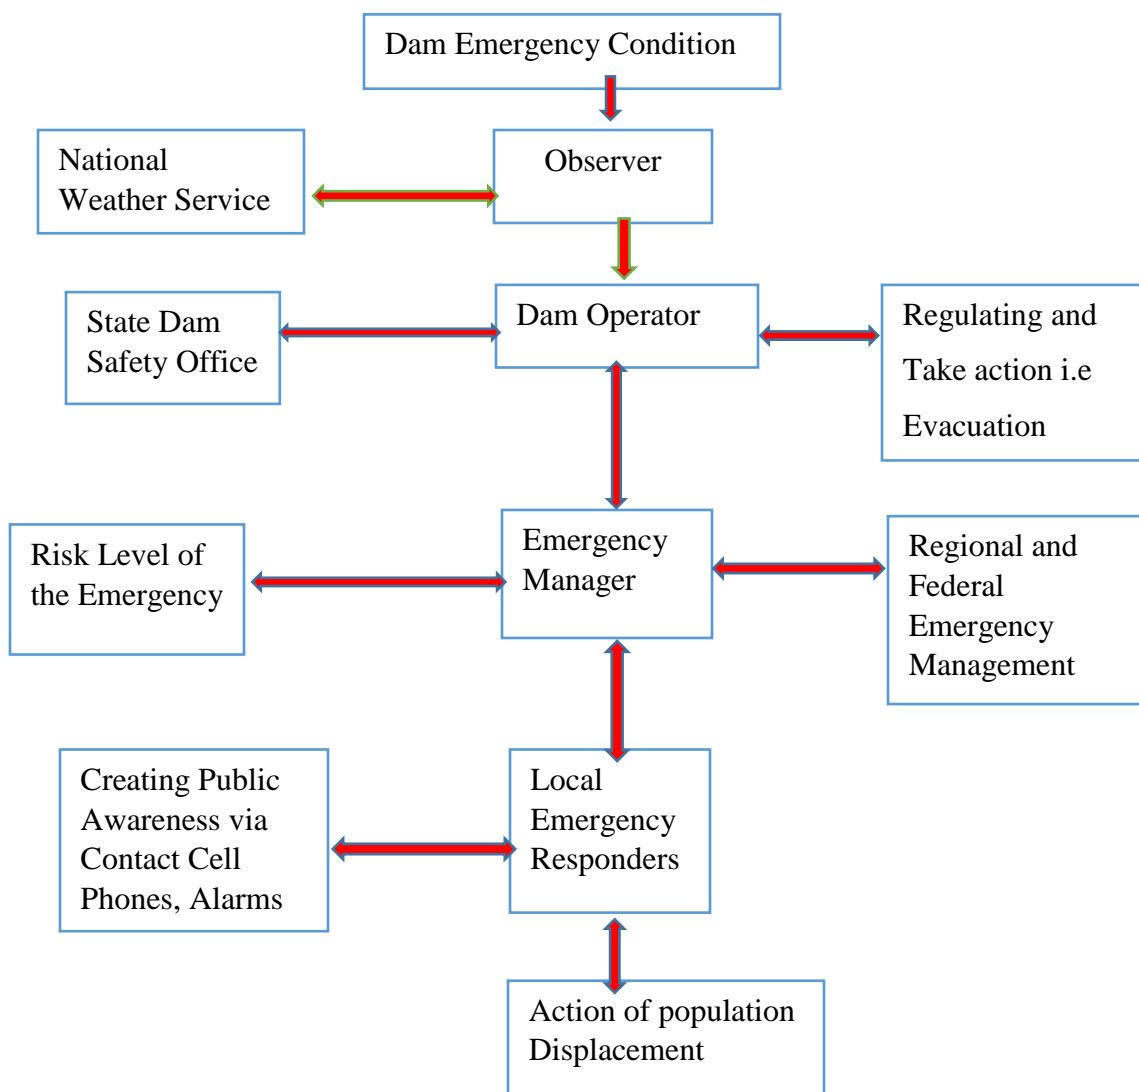 Dam Emergency Condition
National
Weather Service
Observer
State Dam
Safety Office
Dam Operator
Regulating and
Take action i.e
Evacuation
Risk Level of
the Emergency
Emergency
Manager
Regional and
Federal
Emergency
Management
Creating Public
Awareness via
Contact Cell
Phones, Alarms
Local
Emergency
Responders
Action of population
Displacement